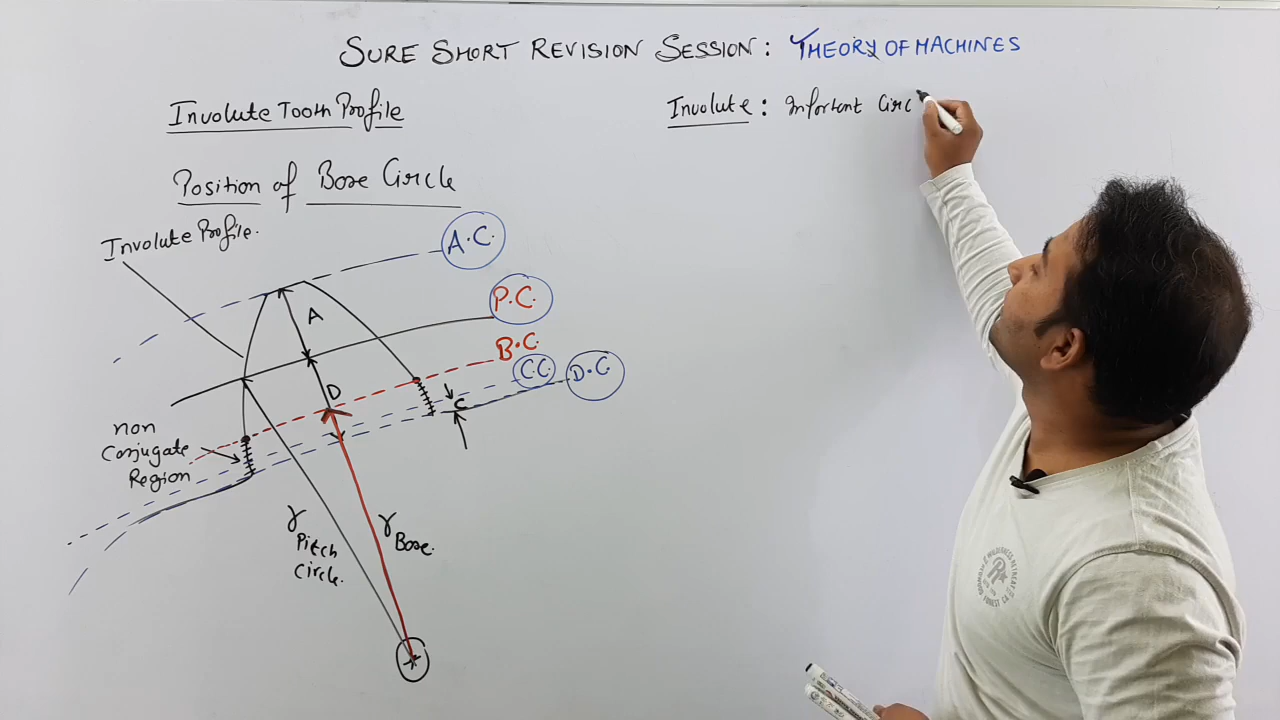 SURE SHORT REVISION SESSION: THEORY OF MACHINES
Involute Tooth Profile
Position of Base Circle
Involute Profile.
A.C.
A
P.C.
B.C.
C.C.
D.C.
D
C
non
Conjugate
Region
r
Pitch
Circle.
r Base.
Involute: Important Circ